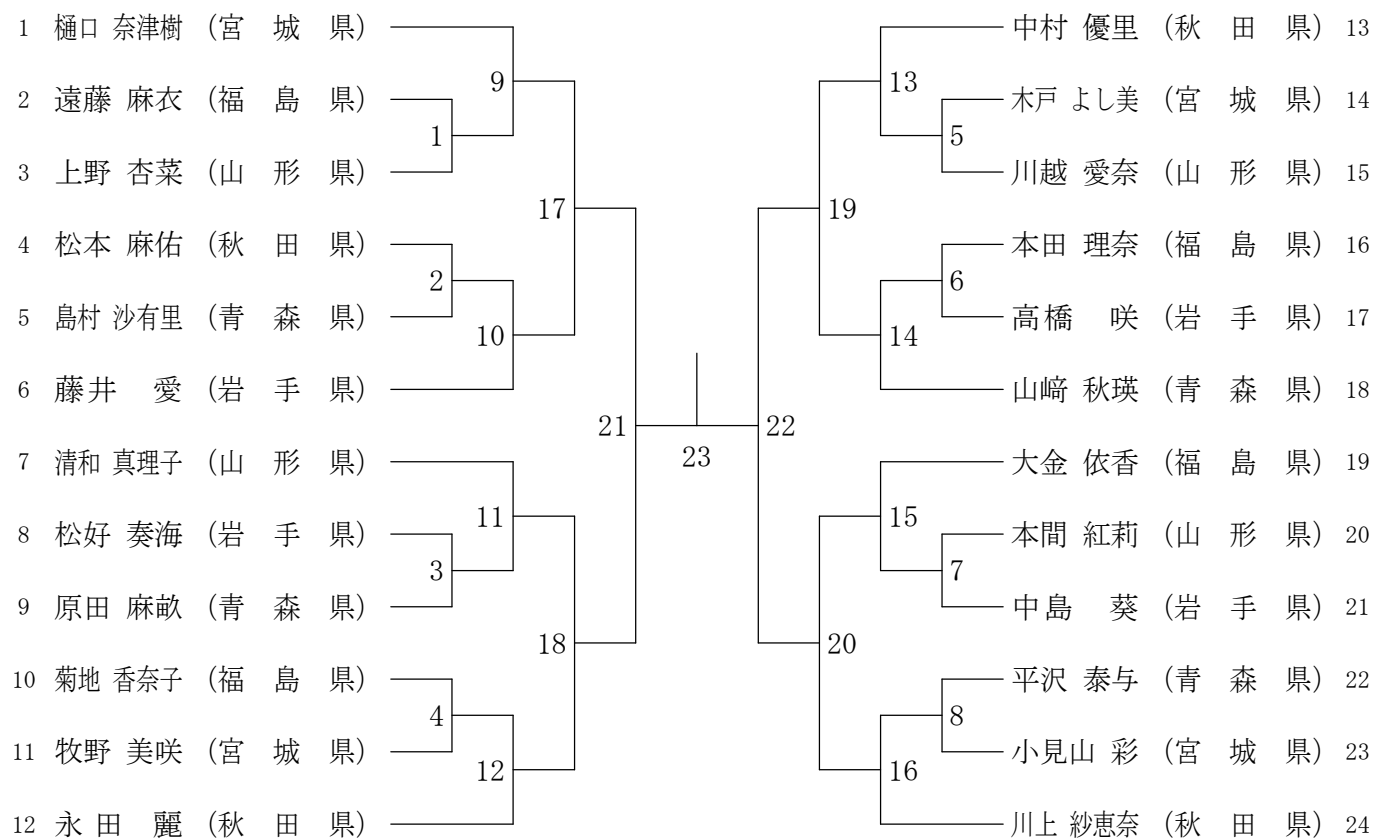 1 樋口 奈津樹 （宮 城 県）
2 遠藤 麻衣 （福 島 県）
3 上野 杏菜 （山 形 県）
4 松本 麻佑 （秋 田 県）
5 島村 沙有里 （青 森 県）
6 藤井 愛 （岩 手 県）
7 清和 真理子 （山 形 県）
8 松好 奏海 （岩 手 県）
9 原田 麻畝 （青 森 県）
10 菊地 香奈子 （福 島 県）
11 牧野 美咲 （宮 城 県）
12 永田 麗 （秋 田 県）
9
1
17
2
10
21
11
3
18
4
12
23
13
5
19
6
14
22
15
7
20
8
16
中村 優里 （秋 田 県） 13
木戸 よし美 （宮 城 県） 14
川越 愛奈 （山 形 県） 15
本田 理奈 （福 島 県） 16
高橋 咲 （岩 手 県） 17
山﨑 秋瑛 （青 森 県） 18
大金 依香 （福 島 県） 19
本間 紅莉 （山 形 県） 20
中島 葵 （岩 手 県） 21
平沢 泰与 （青 森 県） 22
小見山 彩 （宮 城 県） 23
川上 紗恵奈 （秋 田 県） 24